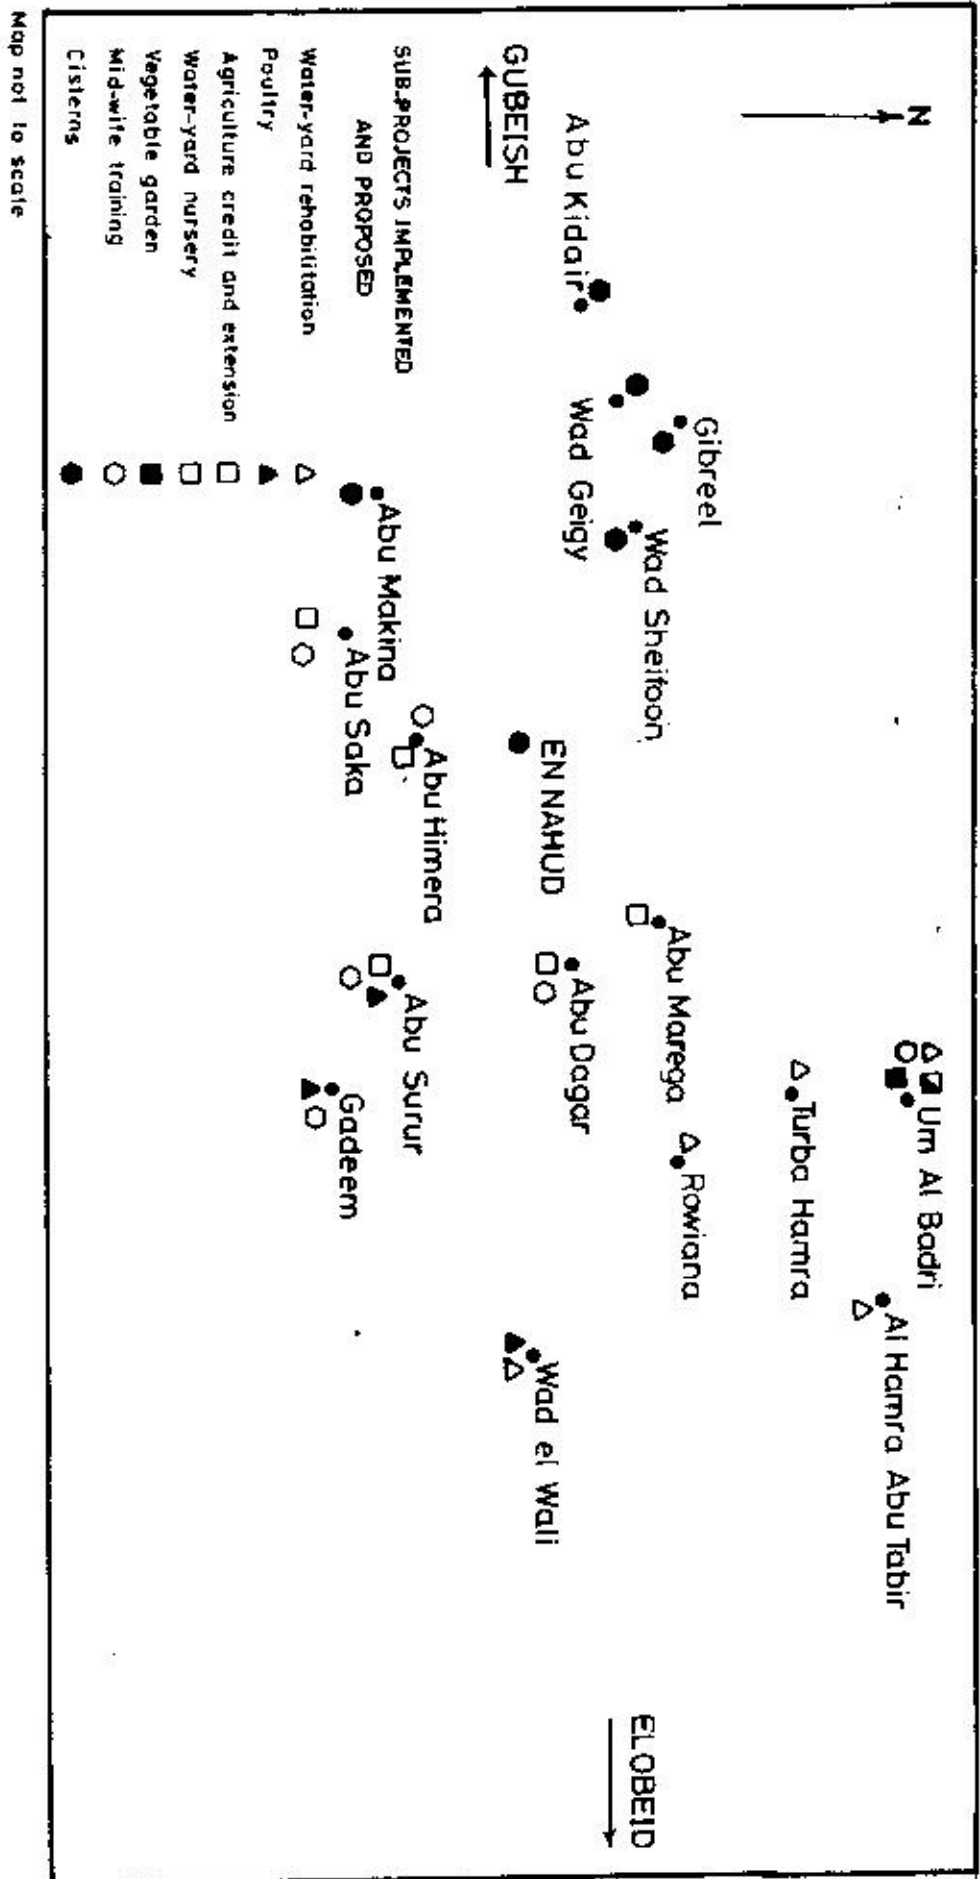 N
Um Al Badri
Al Hamra Abu Tabir
Turba Hamra
Gibreel
Rowiana
Abu Marega
Wad Sheifoon
ELOBEID
Abu Kidair
Wad Geigy
Abu Dagar
EN NAHUD
Wad el Wali
GUBEISH
Abu Himera
Abu Surur
Abu Makina
Abu Saka
Gadeem
SUB.PROJECTS IMPLEMENTED
AND PROPOSED
Water-yard rehabilitation
Poultry
Agriculture credit and extension
Water-yard nursery
Vegetable garden
Mid-wife training
Cisterns
Map not to scale